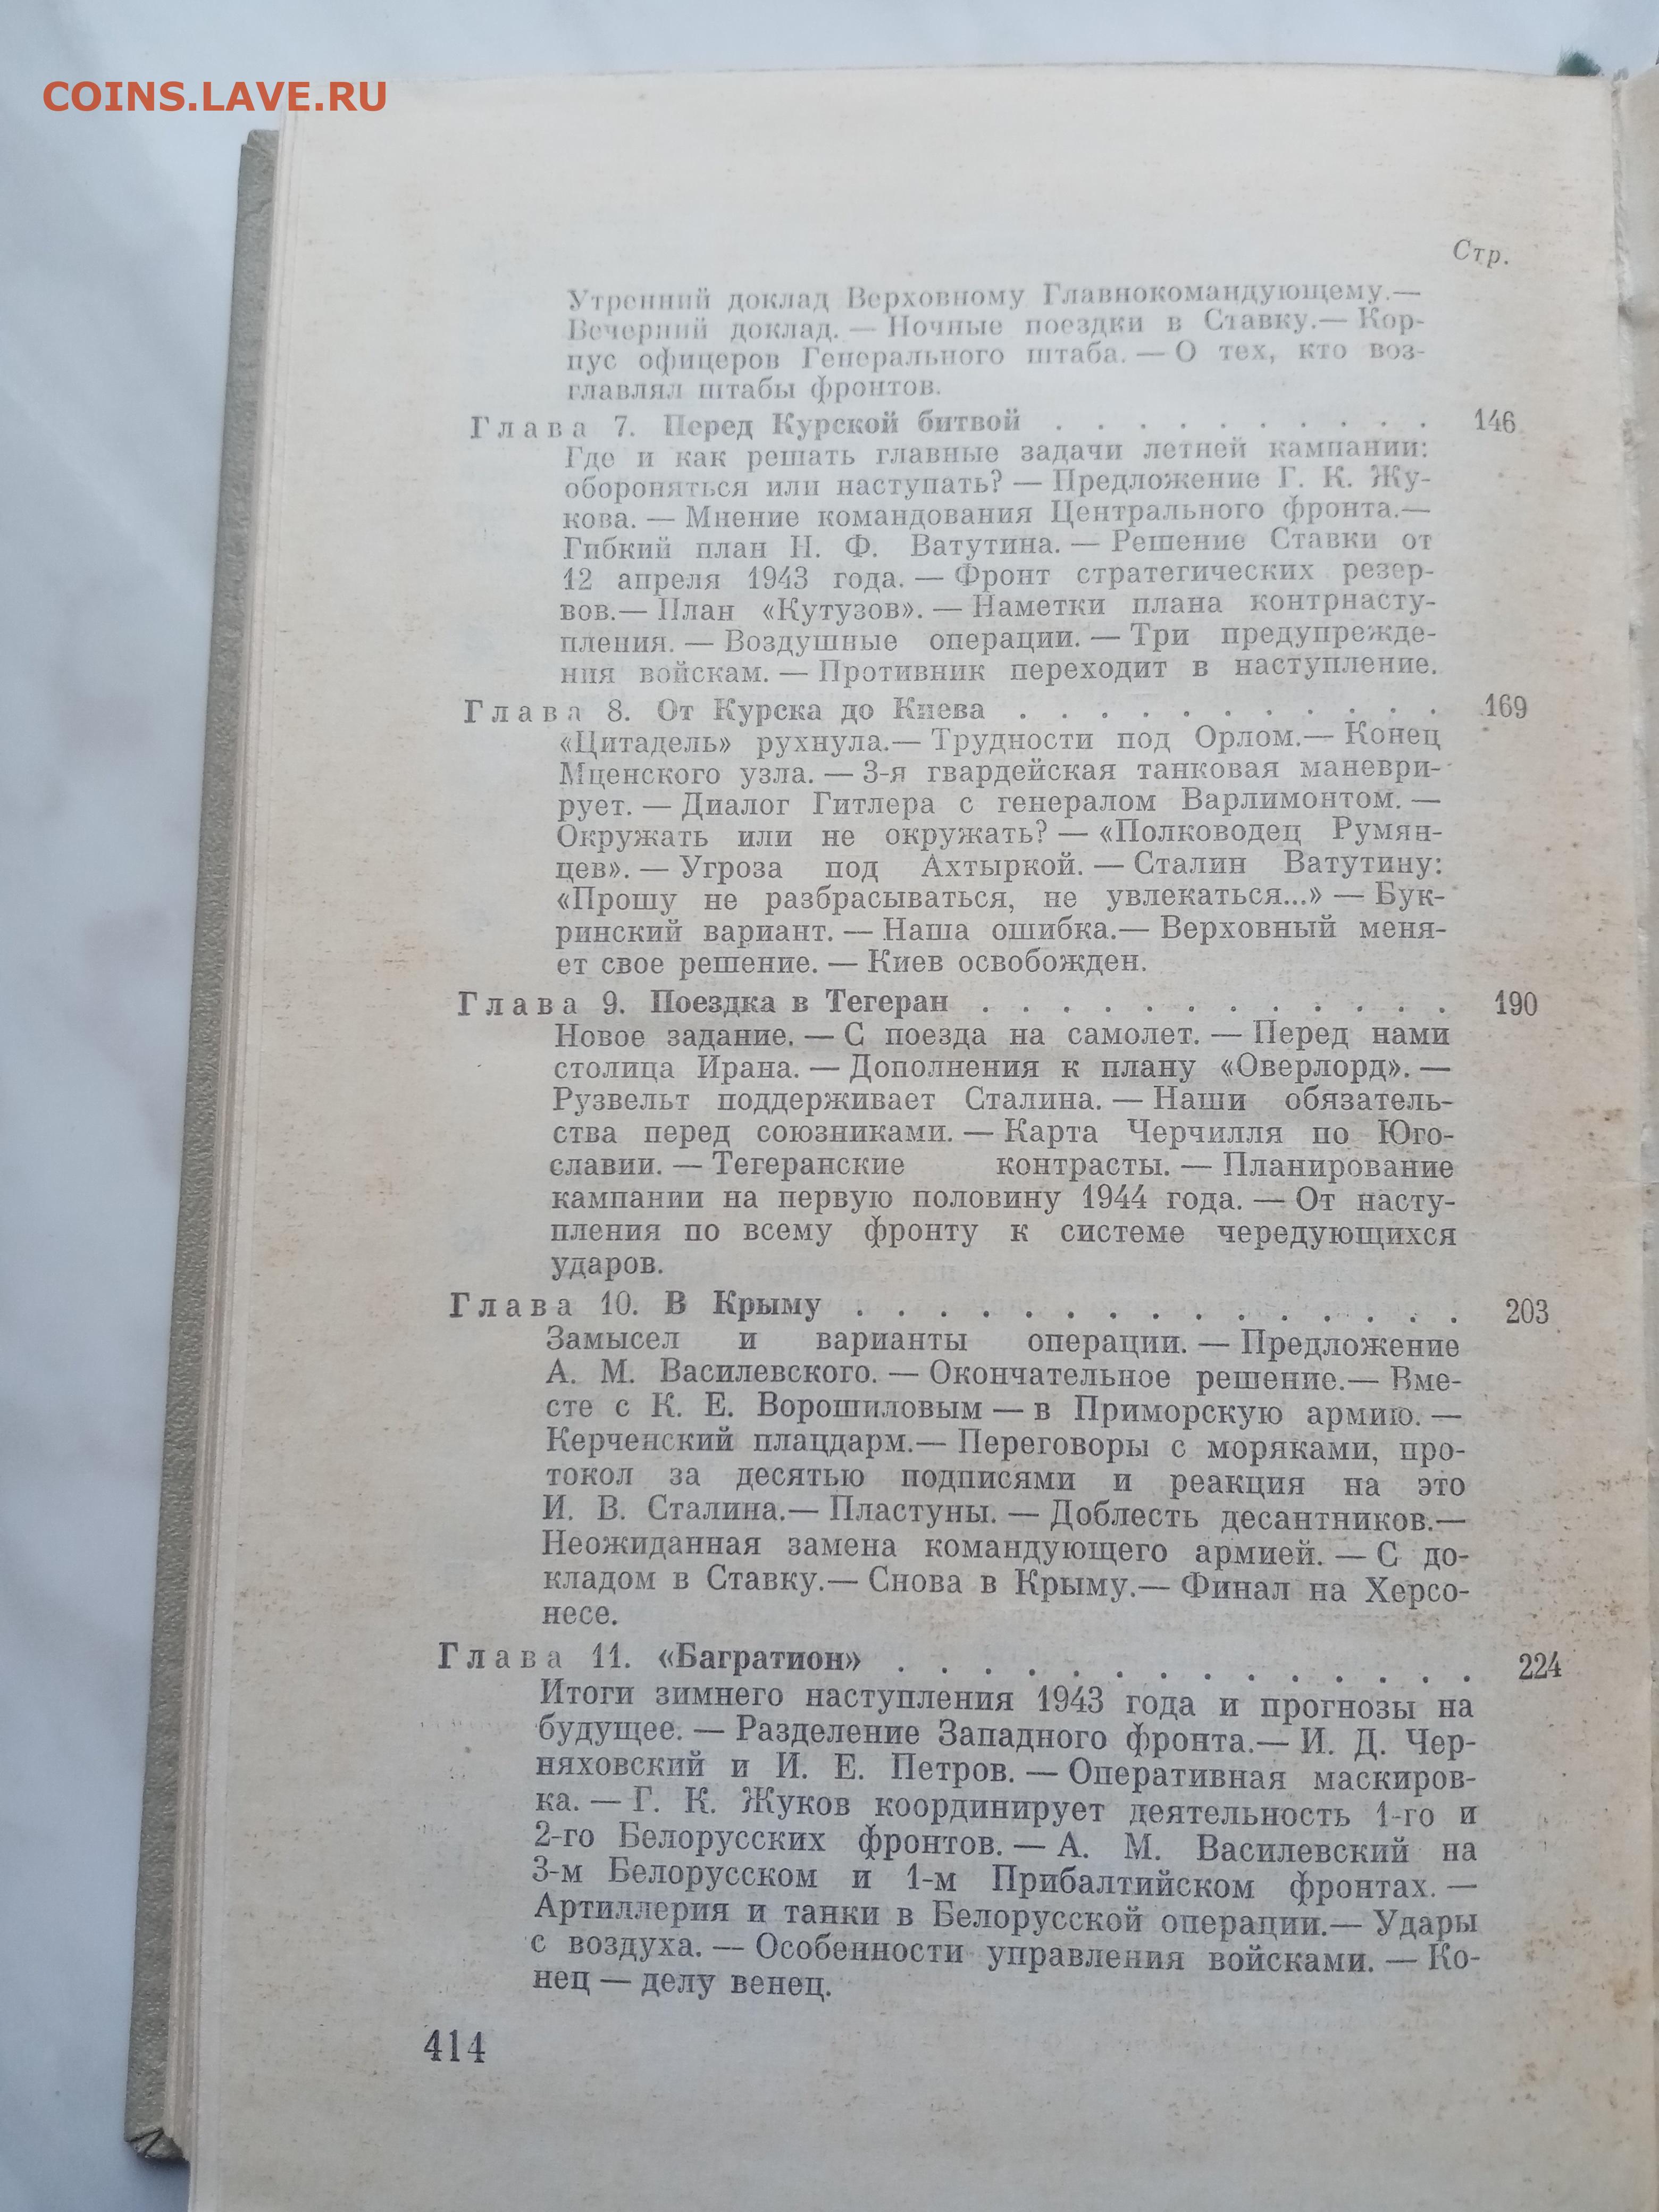 COINS.LAVE.RU
Стр.
Утренний доклад Верховному Главнокомандующему.—
Вечерний доклад. — Ночные поездки в Ставку.— Кор-
пус офицеров Генерального штаба. — О тех, кто воз-
главлял штабы фронтов.
Глава 7. Перед Курской битвой . . . . . . . . . . 146
Где и как решать главные задачи летней кампании:
обороняться или наступать? — Предложение Г. К. Жу-
кова. — Мнение командования Центрального фронта.—
Гибкий план Н. Ф. Ватутина. — Решение Ставки от
12 апреля 1943 года. — Фронт стратегических резер-
вов.— План «Кутузов». — Наметки плана контрнасту-
пления. — Воздушные операции. — Три предупрежде-
ния войскам. — Противник переходит в наступление.
Глава 8. От Курска до Киева . . . . . . . . . . . 169
«Цитадель» рухнула.— Трудности под Орлом.— Конец
Мценского узла. — 3-я гвардейская танковая маневри-
рует. — Диалог Гитлера с генералом Варлимонтом. —
Окружать или не окружать? — «Полководец Румян-
цев». — Угроза под Ахтыркой. — Сталин Ватутину:
«Прошу не разбрасываться, не увлекаться...» — Бук-
ринский вариант. — Наша ошибка.— Верховный меня-
ет свое решение. — Киев освобожден.
Глава 9. Поездка в Тегеран . . . . . . . . . . . . 190
Новое задание. — С поезда на самолет. — Перед нами
столица Ирана. — Дополнения к плану «Оверлорд». —
Рузвельт поддерживает Сталина. — Наши обязатель-
ства перед союзниками. — Карта Черчилля по Юго-
славии. — Тегеранские контрасты. — Планирование
кампании на первую половину 1944 года. — От насту-
пления по всему фронту к системе чередующихся
ударов.
Глава 10. В Крыму . . . . . . . . . . . . . . . 203
Замысел и варианты операции. — Предложение
А. М. Василевского. — Окончательное решение.— Вме-
сте с К. Е. Ворошиловым — в Приморскую армию. —
Керченский плацдарм.— Переговоры с моряками, про-
токол за десятью подписями и реакция на это
И. В. Сталина.— Пластуны. — Доблесть десантников.—
Неожиданная замена командующего армией. — С до-
кладом в Ставку.— Снова в Крыму.— Финал на Херсо-
несе.
Глава 11. «Багратион» . . . . . . . . . . . . . . 224
Итоги зимнего наступления 1943 года и прогнозы на
будущее. — Разделение Западного фронта.— И. Д. Чер-
няховский и И. Е. Петров. — Оперативная маскиров-
ка. — Г. К. Жуков координирует деятельность 1-го и
2-го Белорусских фронтов. — А. М. Василевский на
3-м Белорусском и 1-м Прибалтийском фронтах. —
Артиллерия и танки в Белорусской операции.— Удары
с воздуха. — Особенности управления войсками. — Ко-
нец — делу венец.
414